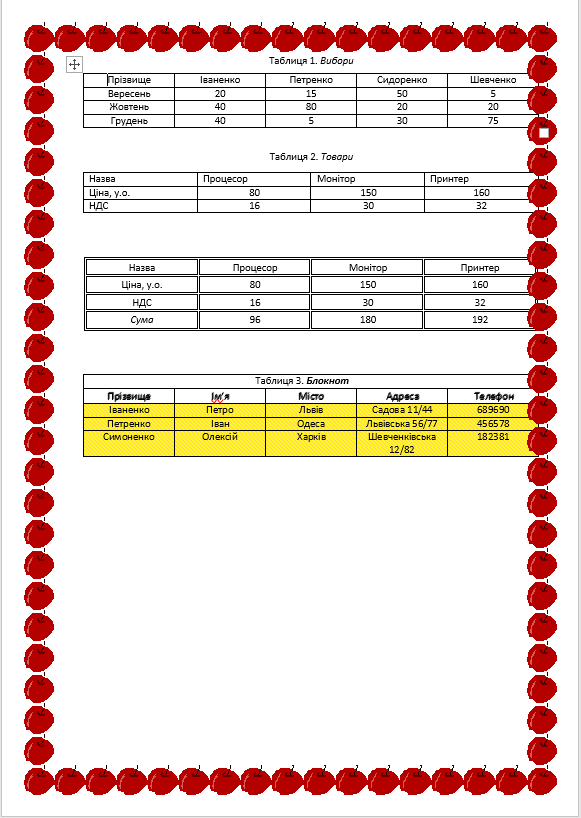 Таблиця 1. Вибори
Прізвище Іваненко Петренко Сидоренко Шевченко
Вересень 20 15 50 5
Жовтень 40 80 20 20
Грудень 40 5 30 75
Таблиця 2. Товари
Назва Процесор Монітор Принтер
Ціна, у.о. 80 150 160
НДС 16 30 32
Назва Процесор Монітор Принтер
Ціна, у.о. 80 150 160
НДС 16 30 32
Сума 96 180 192
Таблиця 3. Блокнот
Прізвище Ім'я Місто Адреса Телефон
Іваненко Петро Львів Садова 11/44 689690
Петренко Іван Одеса Львівська 56/77 456578
Симоненко Олексій Харків Шевченківська 182381
12/82